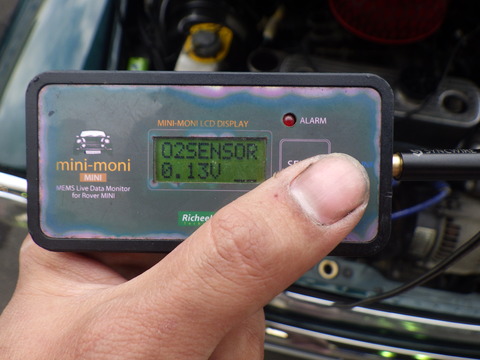 MINI-MONI LCD DISPLAY
ALARM
O2SENSOR
0.13V
mini-moni
MINI
MEMS Live Data Monitor
for Rover MINI